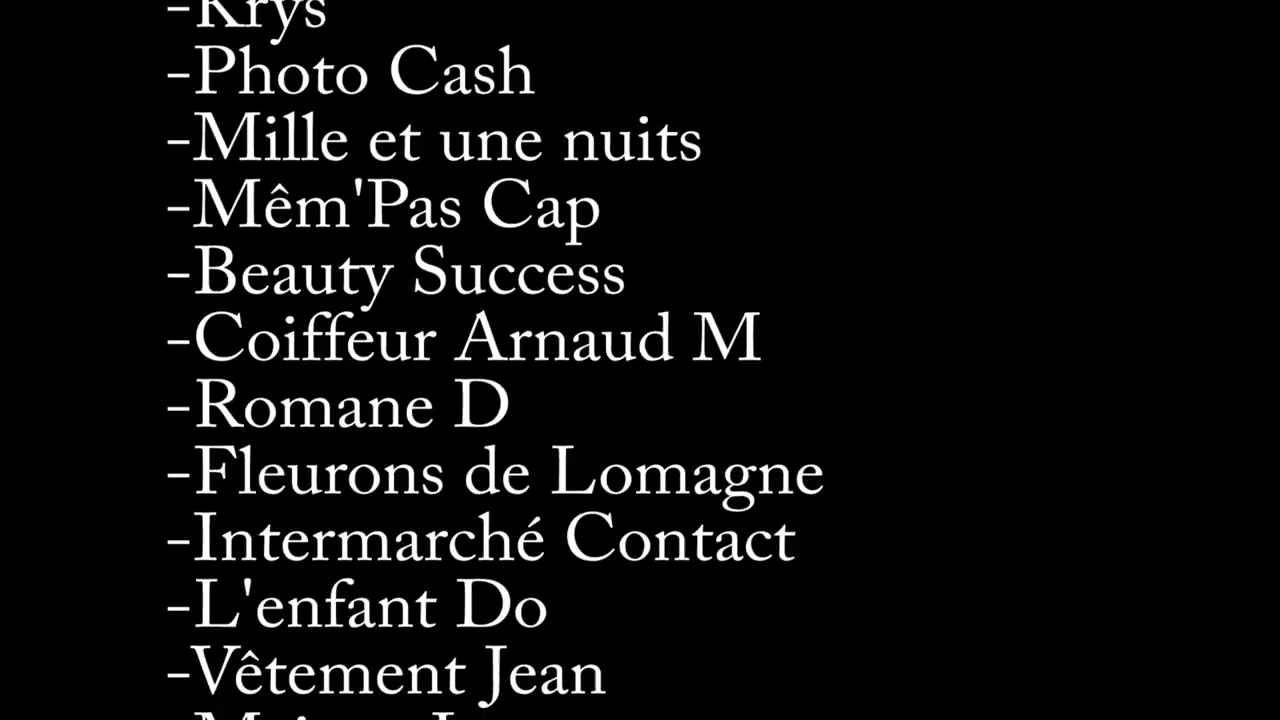 -Krys
-Photo Cash
-Mille et une nuits
-Mêm'Pas Cap
-Beauty Success
-Coiffeur Arnaud M
-Romane D
-Fleurons de Lomagne
-Intermarché Contact
-L'enfant Do
-Vêtement Jean